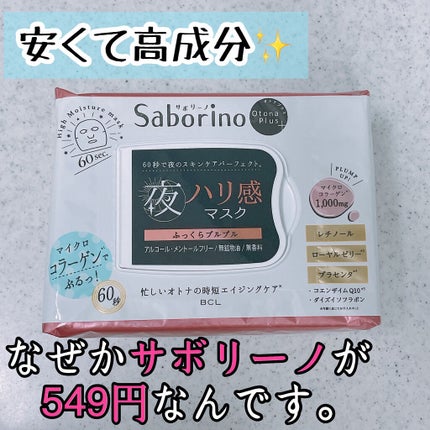 安くて高成分✨
High Moisture mask
60sec.
サボリーノ
Saborino
オトナプラス
Otona Plus
60秒で夜のスキンケアパーフェクト。
夜ハリ感
マスク
ふっくらプルプル
アルコール・メントールフリー/無鉱物油/無香料
忙しいオトナの時短エイジングケア*
BCL
マイクロ
コラーゲンで
ぷるっ!
60秒
PLUMP UP!
マイクロ
コラーゲン
1,000mg
レチノール
ローヤルゼリー
プラセンタ
・コエンザイムQ10
・ダイズイソフラボン
なぜかサボリーノが
549円なんです。